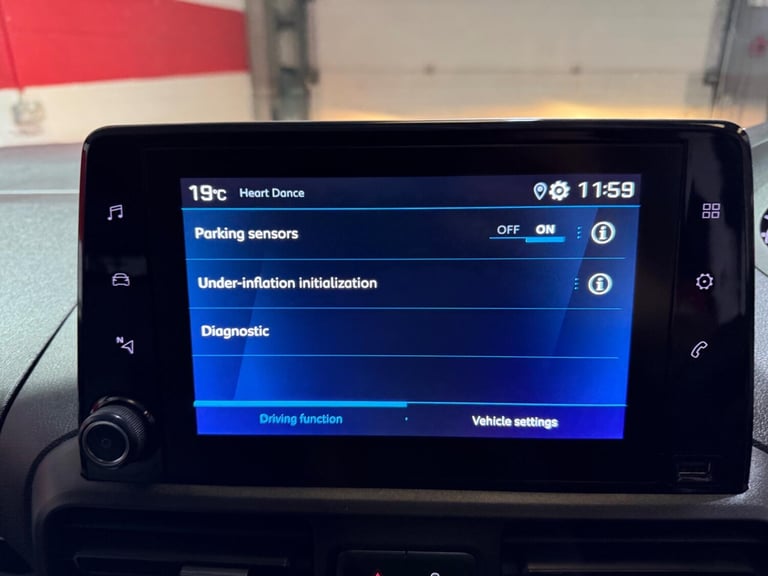 19°C Heart Dance 11:59
Parking sensors OFF ON i
Under-inflation initialization i
N
Diagnostic
Driving function Vehicle settings